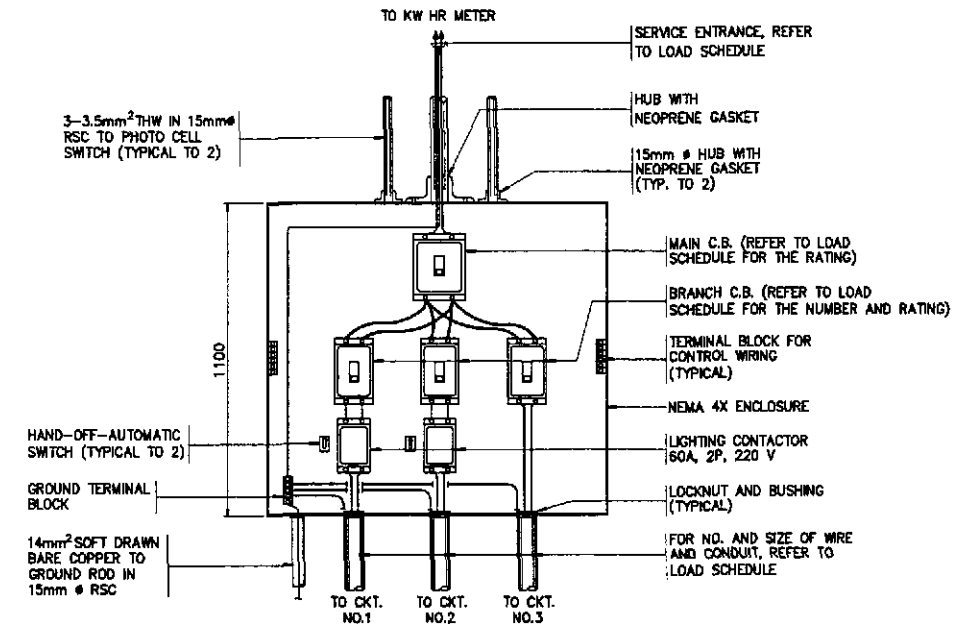 TO KW HR METER
SERVICE ENTRANCE, REFER
TO LOAD SCHEDULE
HUB WITH
NEOPRENE GASKET
3-3.5mm²THW IN 15mmø
RSC TO PHOTO CELL
SWITCH (TYPICAL TO 2)
15mm ø HUB WITH
NEOPRENE GASKET
(TYP. TO 2)
MAIN C.B. (REFER TO LOAD
SCHEDULE FOR THE RATING)
BRANCH C.B. (REFER TO LOAD
SCHEDULE FOR THE NUMBER AND RATING)
1100
TERMINAL BLOCK FOR
CONTROL WIRING
(TYPICAL)
NEMA 4X ENCLOSURE
HAND-OFF-AUTOMATIC
SWITCH (TYPICAL TO 2)
LIGHTING CONTACTOR
60A, 2P, 220 V
GROUND TERMINAL
BLOCK
LOCKNUT AND BUSHING
(TYPICAL)
14mm²SOFT DRAWN
BARE COPPER TO
GROUND ROD IN
15mm ø RSC
FOR NO. AND SIZE OF WIRE
AND CONDUIT, REFER TO
LOAD SCHEDULE
TO CKT.
NO.1
TO CKT.
NO.2
TO CKT.
NO.3